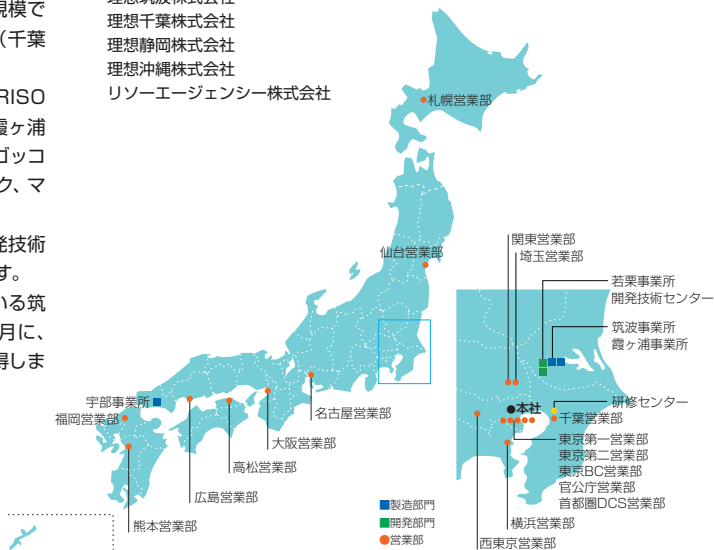 規模で
（千葉
RISO
霞ヶ浦
ゴッコ
ク、マ
発技術
す。
いる筑
月に、
得しま
理想筑波株式会社
理想千葉株式会社
理想静岡株式会社
理想沖縄株式会社
リソーエージェンシー株式会社
札幌営業部
仙台営業部
関東営業部
埼玉営業部
若栗事業所
開発技術センター
筑波事業所
霞ヶ浦事業所
宇部事業所
福岡営業部
名古屋営業部
大阪営業部
高松営業部
広島営業部
熊本営業部
本社
研修センター
千葉営業部
東京第一営業部
東京第二営業部
東京BC営業部
官公庁営業部
首都圏DCS営業部
横浜営業部
西東京営業部
製造部門
開発部門
営業部